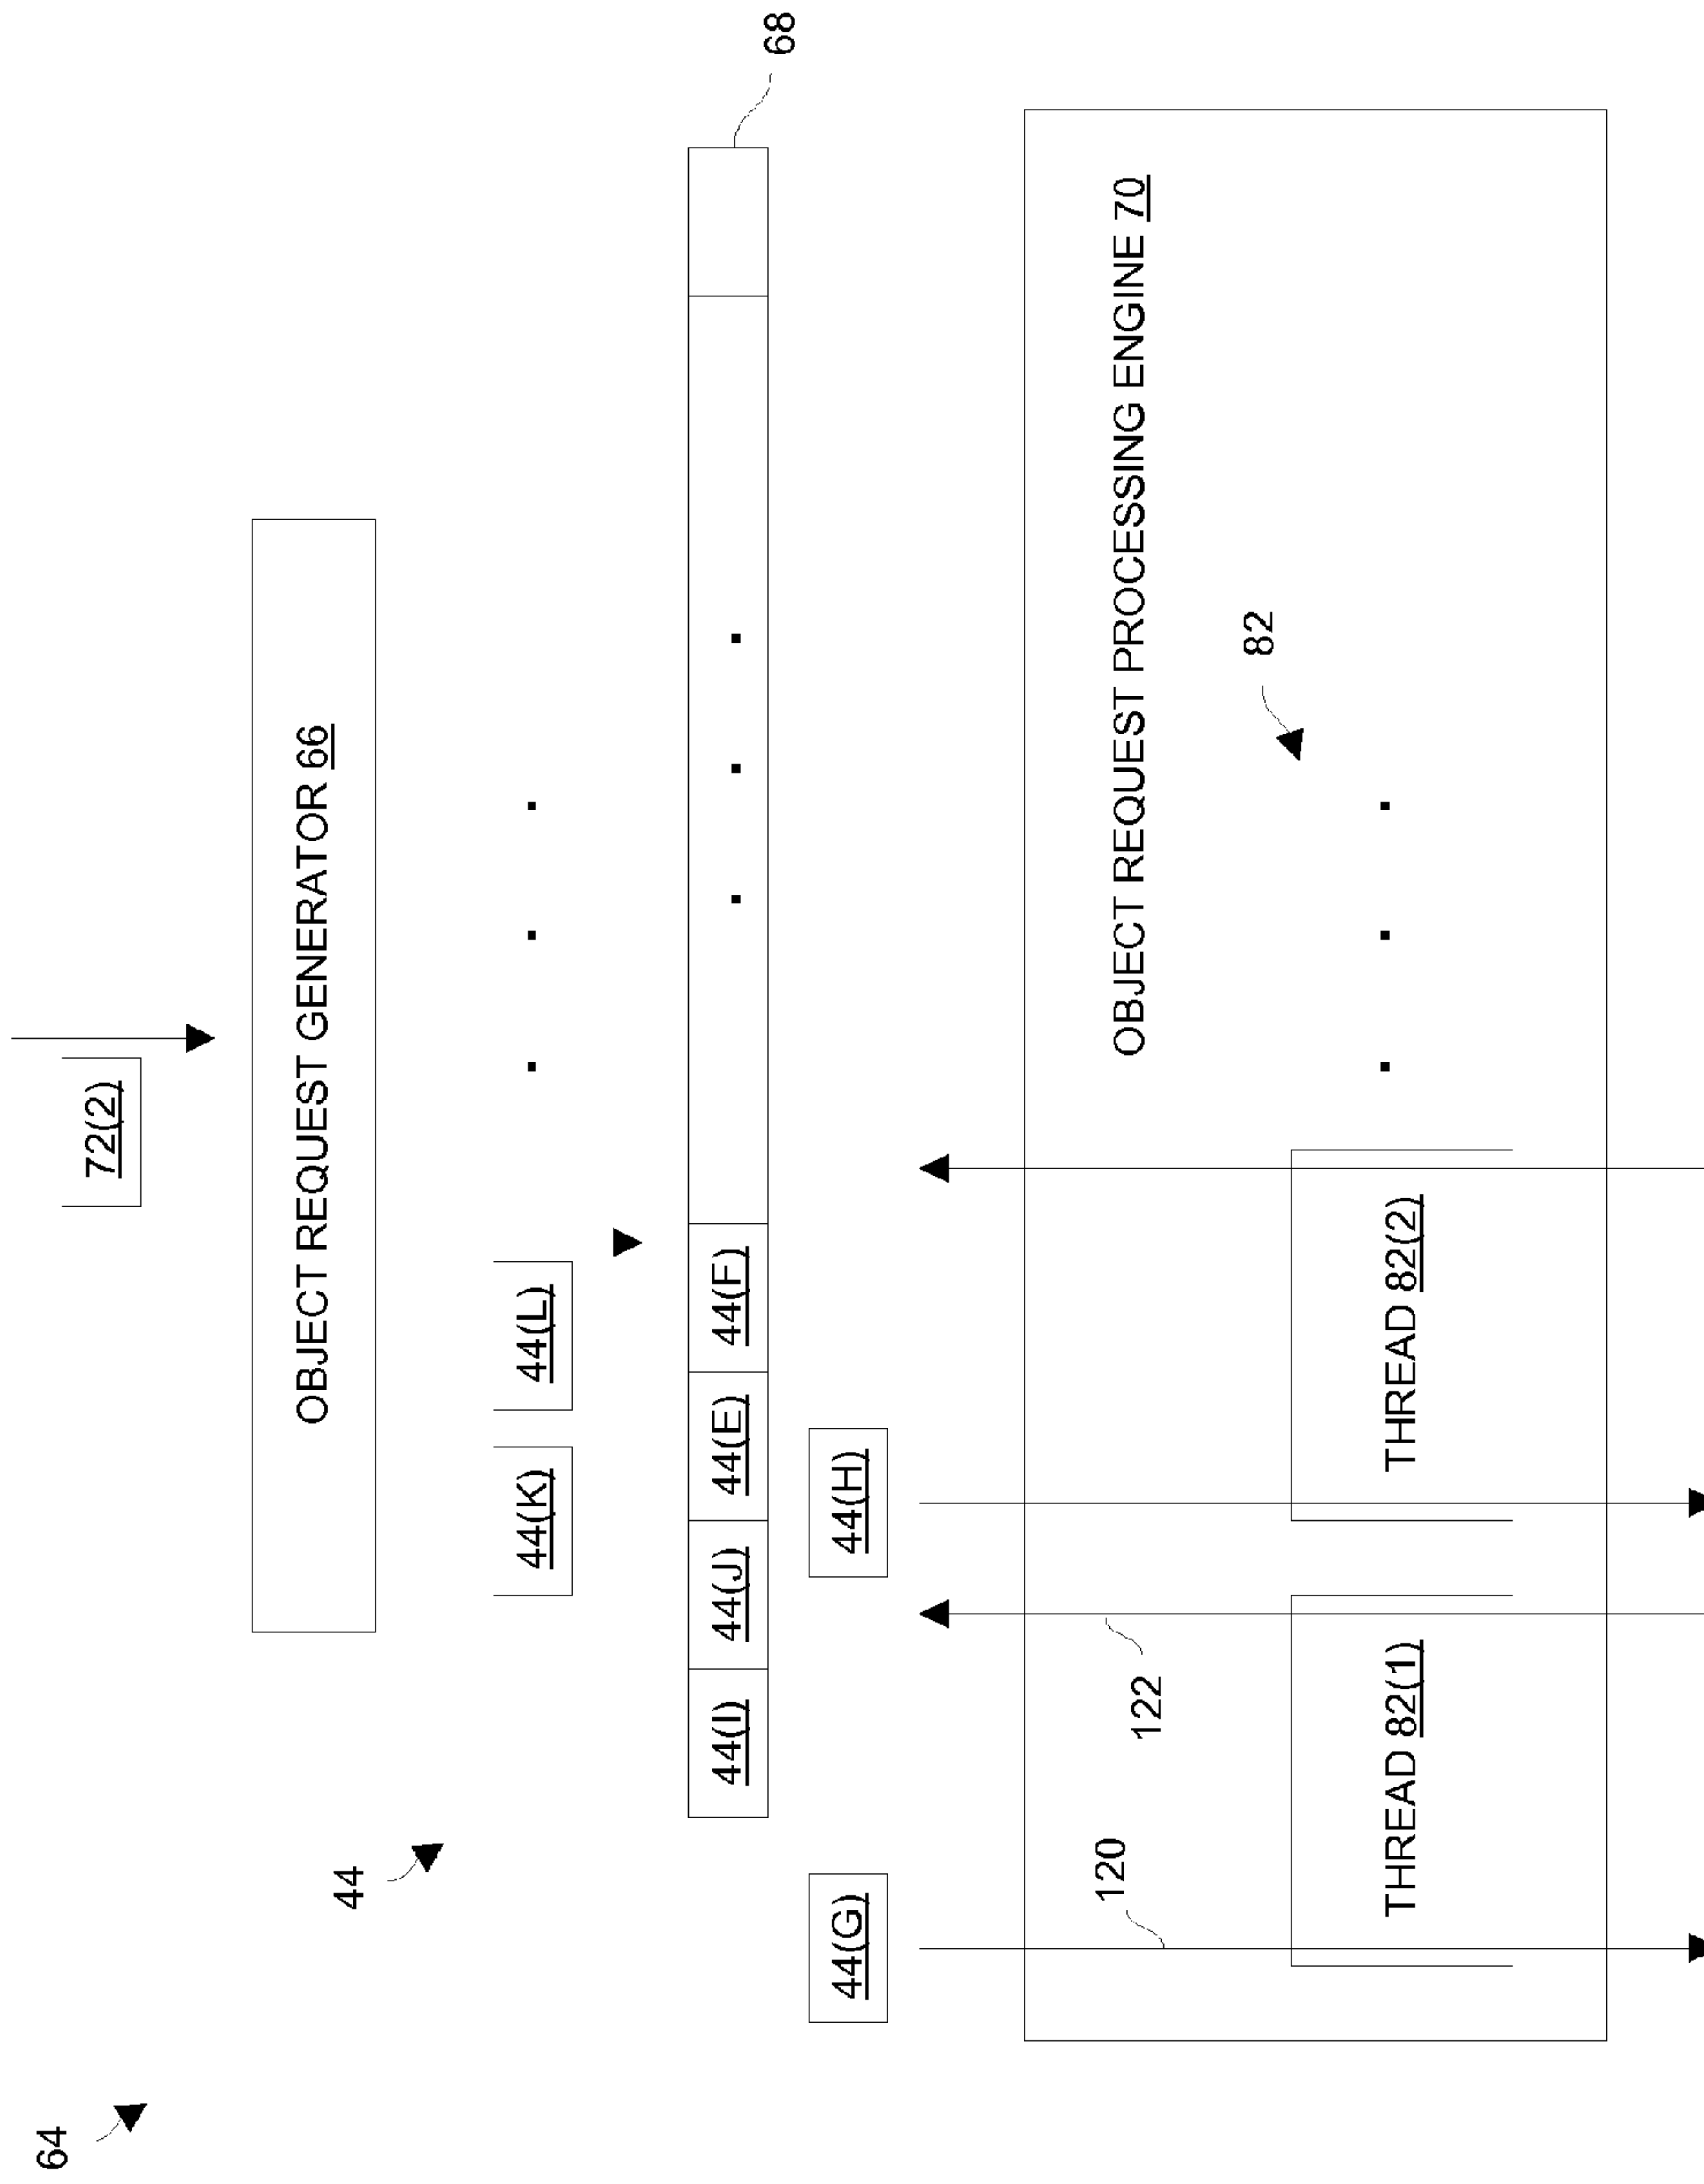 64
72(2)
OBJECT REQUEST GENERATOR 66
44
44(K)
44(L)
68
44(I)
44(J)
44(E)
44(F)
44(G)
44(H)
OBJECT REQUEST PROCESSING ENGINE 70
120
122
82
THREAD 82(1)
THREAD 82(2)